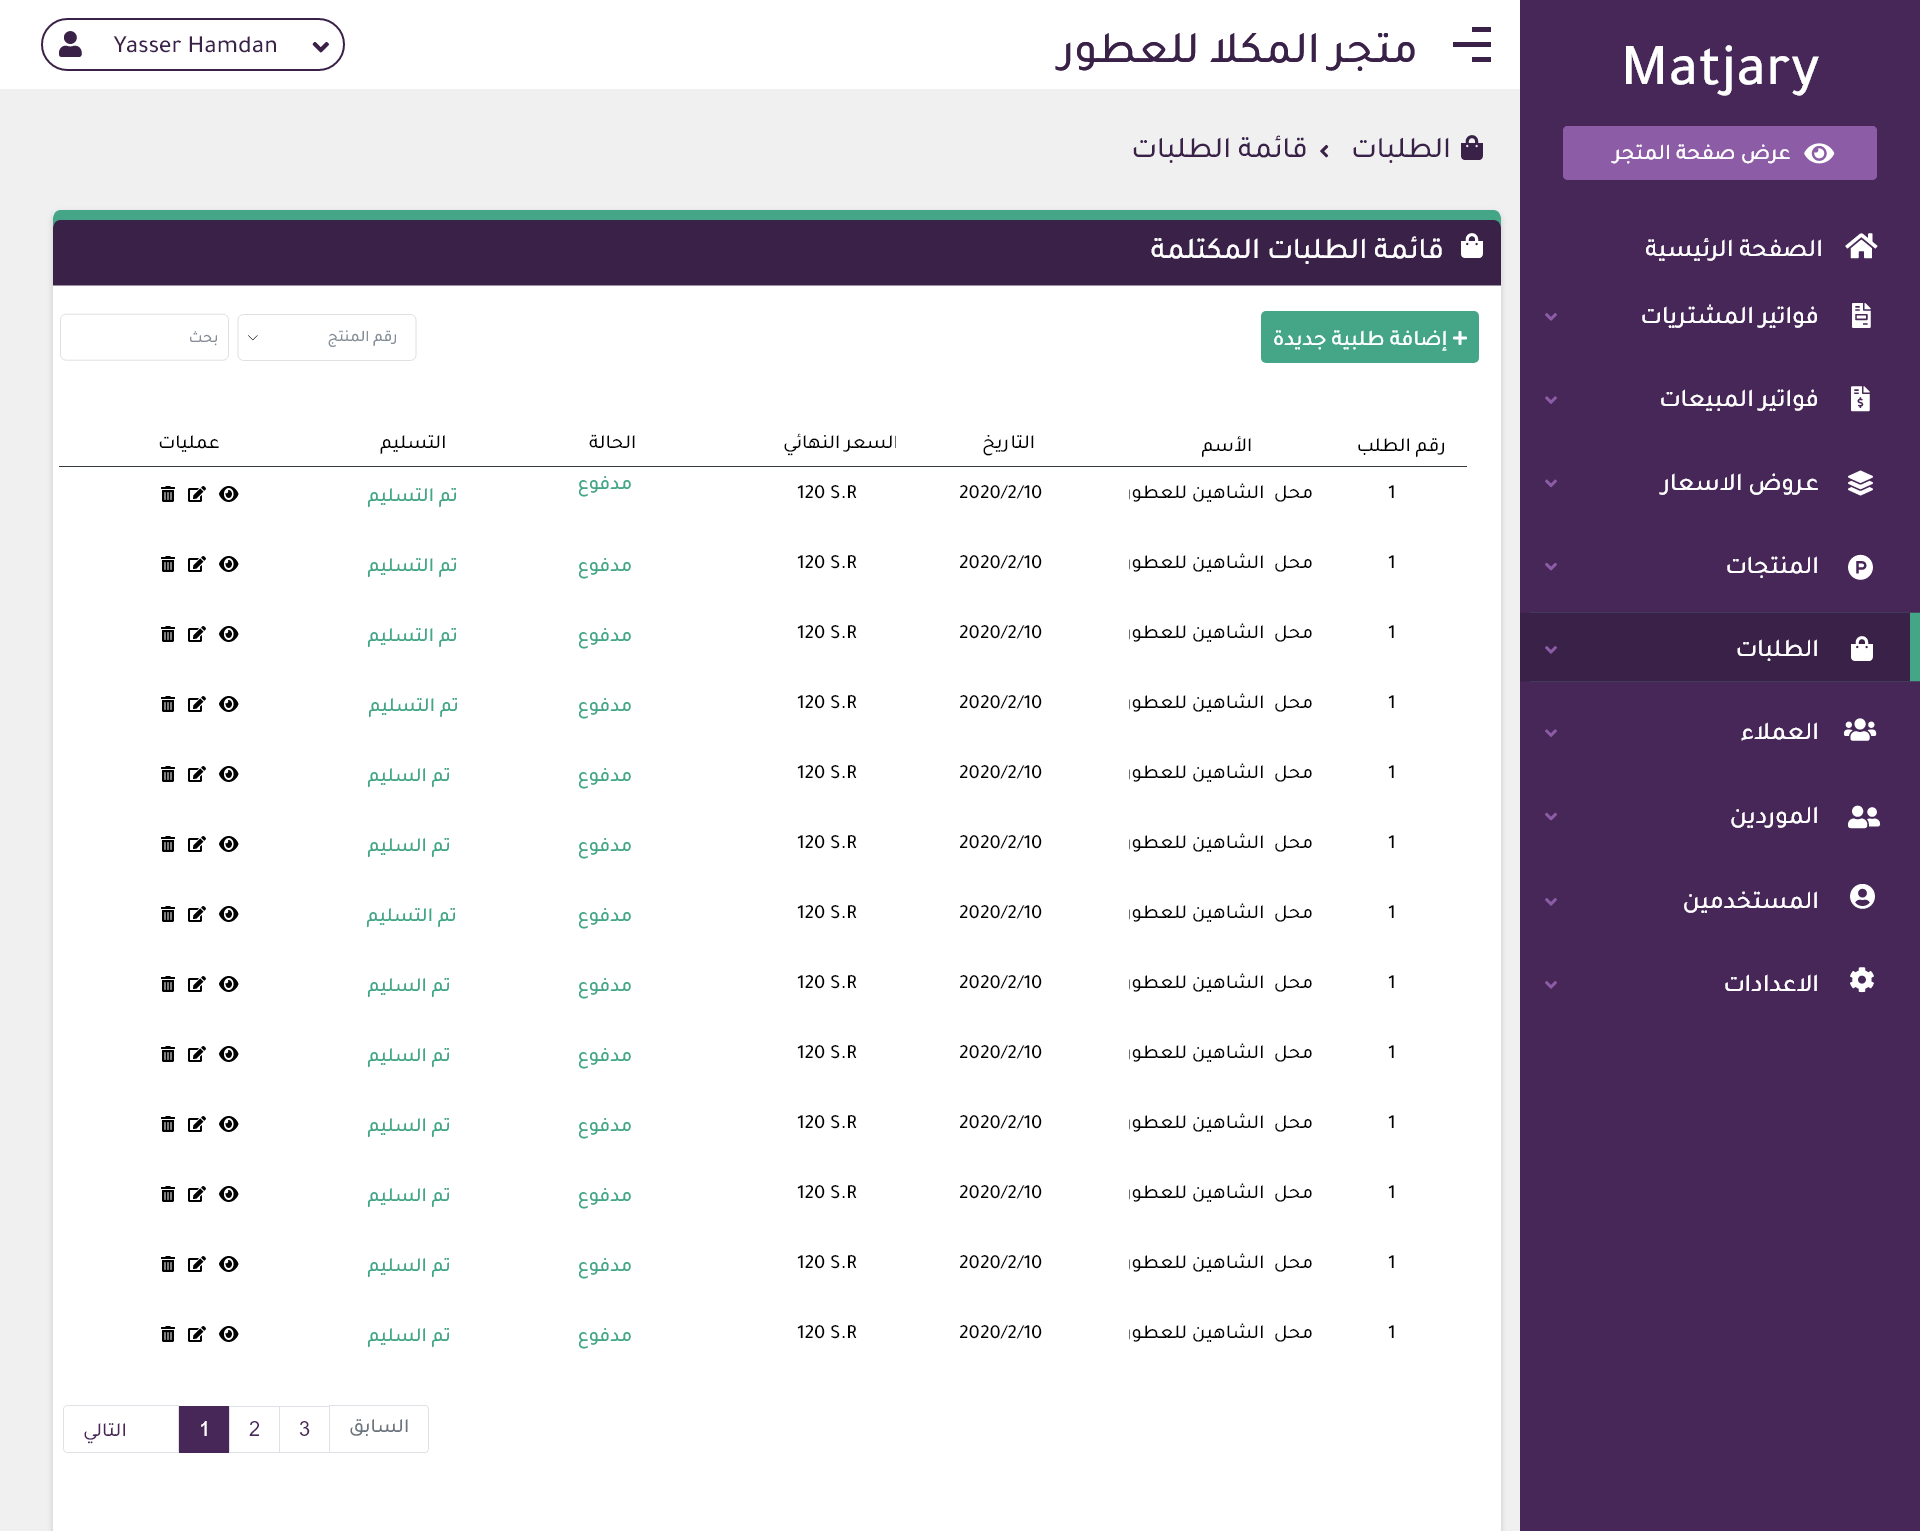 Matjary
عرض صفحة المتجر
الصفحة الرئيسية
فواتير المشتريات
فواتير المبيعات
عروض الاسعار
المنتجات
الطلبات
العملاء
الموردين
المستخدمين
الاعدادات
متجر المكلا للعطور
Yasser Hamdan
الطلبات › قائمة الطلبات
قائمة الطلبات المكتلمة
+ إضافة طلبية جديدة
رقم المنتج
بحث
رقم الطلب الأسم التاريخ السعر النهائي الحالة التسليم عمليات
1 محل الشاهين للعطور 2020/2/10 120 S.R مدفوع تم التسليم
1 محل الشاهين للعطور 2020/2/10 120 S.R مدفوع تم التسليم
1 محل الشاهين للعطور 2020/2/10 120 S.R مدفوع تم التسليم
1 محل الشاهين للعطور 2020/2/10 120 S.R مدفوع تم التسليم
1 محل الشاهين للعطور 2020/2/10 120 S.R مدفوع تم السليم
1 محل الشاهين للعطور 2020/2/10 120 S.R مدفوع تم السليم
1 محل الشاهين للعطور 2020/2/10 120 S.R مدفوع تم التسليم
1 محل الشاهين للعطور 2020/2/10 120 S.R مدفوع تم السليم
1 محل الشاهين للعطور 2020/2/10 120 S.R مدفوع تم السليم
1 محل الشاهين للعطور 2020/2/10 120 S.R مدفوع تم السليم
1 محل الشاهين للعطور 2020/2/10 120 S.R مدفوع تم السليم
1 محل الشاهين للعطور 2020/2/10 120 S.R مدفوع تم السليم
1 محل الشاهين للعطور 2020/2/10 120 S.R مدفوع تم السليم
السابق 3 2 1 التالي